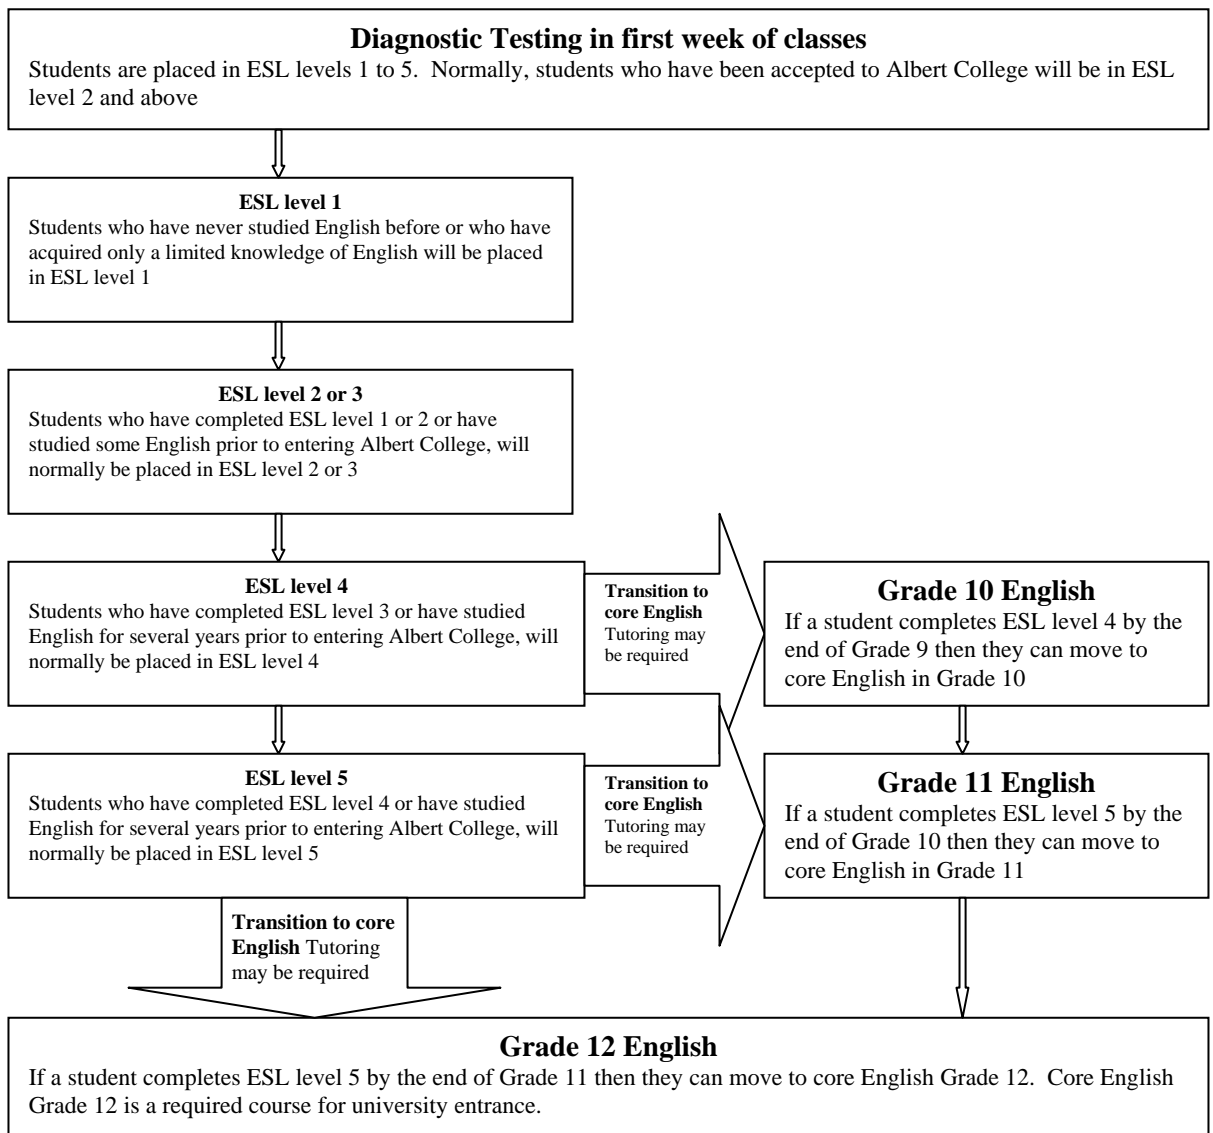 Diagnostic Testing in first week of classes
Students are placed in ESL levels 1 to 5.  Normally, students who have been accepted to Albert College will be in ESL
level 2 and above
ESL level 1
Students who have never studied English before or who have
acquired only a limited knowledge of English will be placed
in ESL level 1
ESL level 2 or 3
Students who have completed ESL level 1 or 2 or have
studied some English prior to entering Albert College, will
normally be placed in ESL level 2 or 3
ESL level 4
Students who have completed ESL level 3 or have studied
English for several years prior to entering Albert College, will
normally be placed in ESL level 4
Transition to
core English
Tutoring may
be required
Grade 10 English
If a student completes ESL level 4 by the
end of Grade 9 then they can move to
core English in Grade 10
ESL level 5
Students who have completed ESL level 4 or have studied
English for several years prior to entering Albert College, will
normally be placed in ESL level 5
Transition to
core English
Tutoring may
be required
Grade 11 English
If a student completes ESL level 5 by the
end of Grade 10 then they can move to
core English in Grade 11
Transition to core
English Tutoring
may be required
Grade 12 English
If a student completes ESL level 5 by the end of Grade 11 then they can move to core English Grade 12.  Core English
Grade 12 is a required course for university entrance.